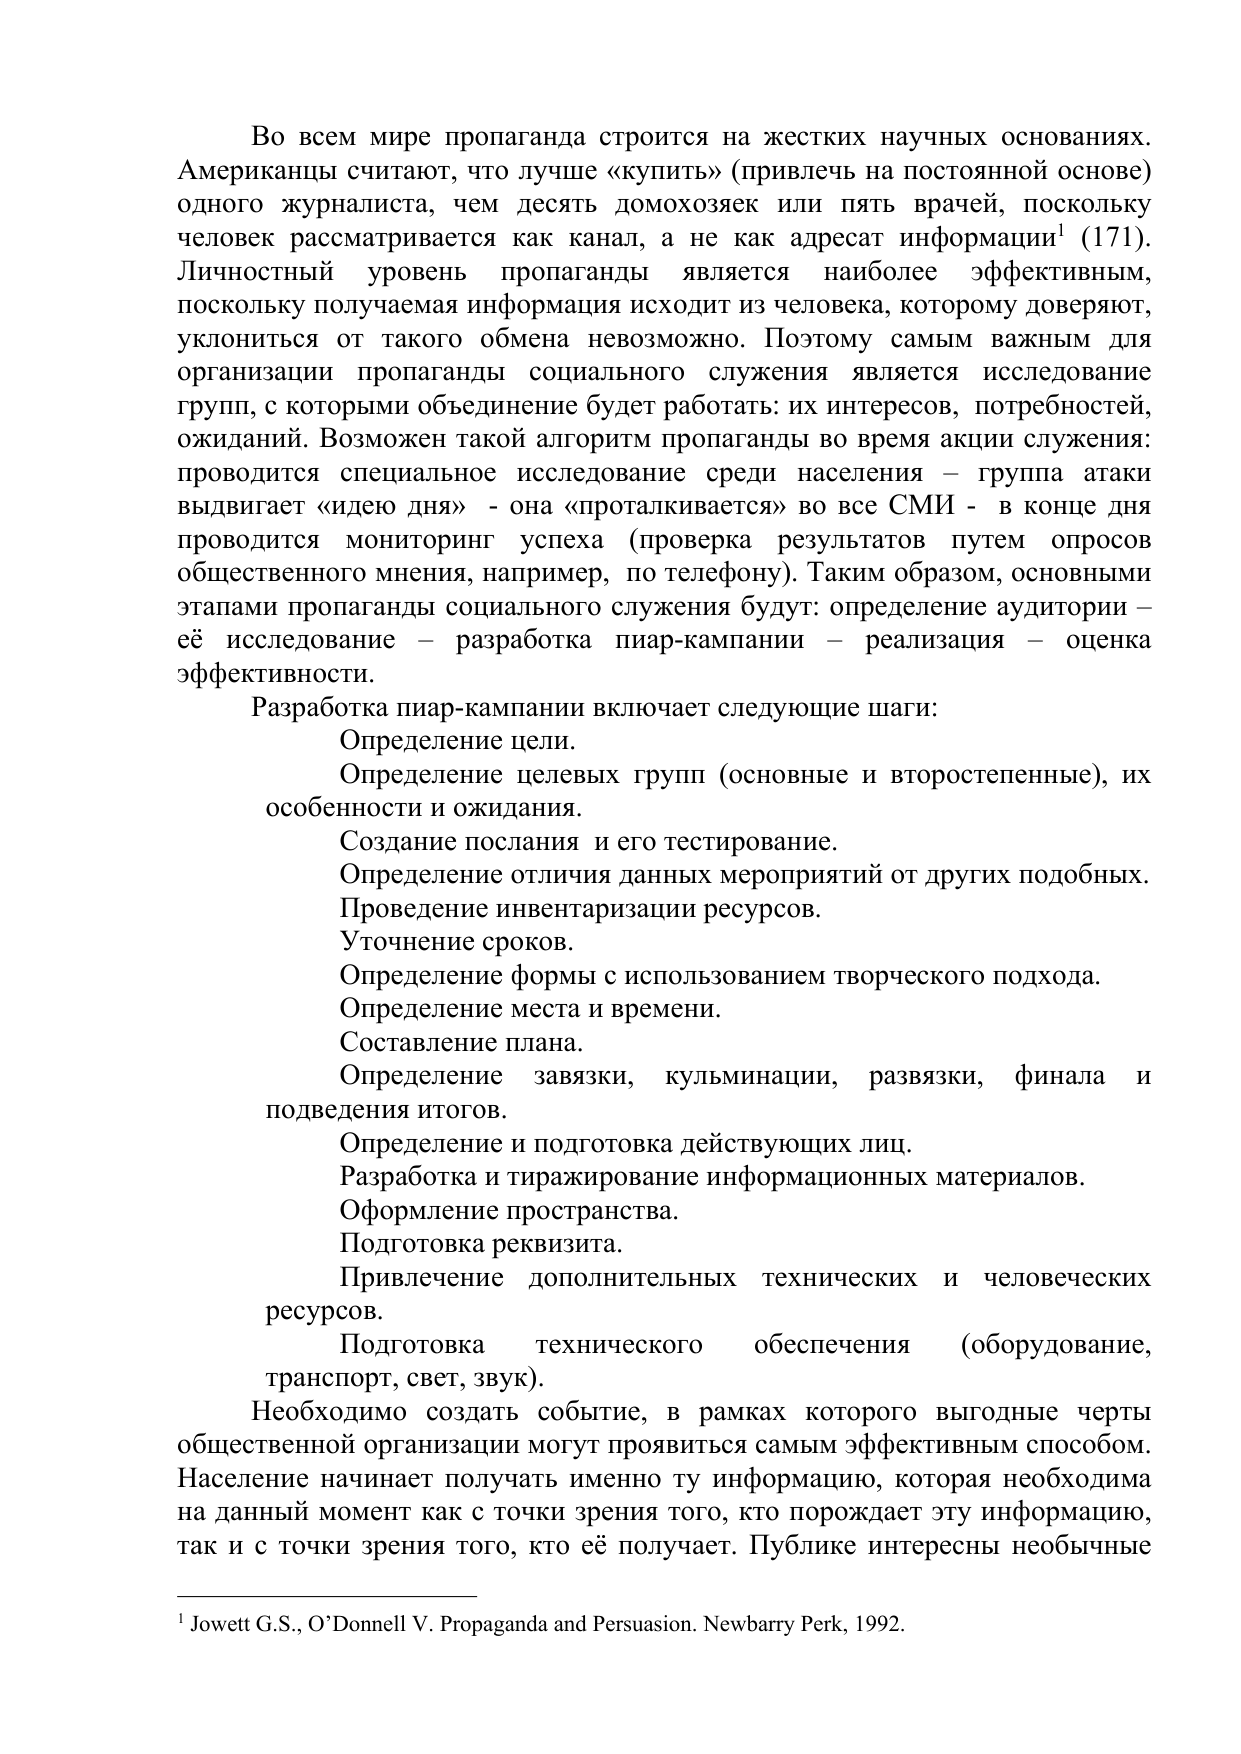 Во всем мире пропаганда строится на жестких научных основаниях.
Американцы считают, что лучше «купить» (привлечь на постоянной основе)
одного журналиста, чем десять домохозяек или пять врачей, поскольку
человек рассматривается как канал, а не как адресат информации1 (171).
Личностный уровень пропаганды является наиболее эффективным,
поскольку получаемая информация исходит из человека, которому доверяют,
уклониться от такого обмена невозможно. Поэтому самым важным для
организации пропаганды социального служения является исследование
групп, с которыми объединение будет работать: их интересов, потребностей,
ожиданий. Возможен такой алгоритм пропаганды во время акции служения:
проводится специальное исследование среди населения – группа атаки
выдвигает «идею дня» - она «проталкивается» во все СМИ - в конце дня
проводится мониторинг успеха (проверка результатов путем опросов
общественного мнения, например, по телефону). Таким образом, основными
этапами пропаганды социального служения будут: определение аудитории –
её исследование – разработка пиар-кампании – реализация – оценка
эффективности.
Разработка пиар-кампании включает следующие шаги:
Определение цели.
Определение целевых групп (основные и второстепенные), их
особенности и ожидания.
Создание послания и его тестирование.
Определение отличия данных мероприятий от других подобных.
Проведение инвентаризации ресурсов.
Уточнение сроков.
Определение формы с использованием творческого подхода.
Определение места и времени.
Составление плана.
Определение завязки, кульминации, развязки, финала и
подведения итогов.
Определение и подготовка действующих лиц.
Разработка и тиражирование информационных материалов.
Оформление пространства.
Подготовка реквизита.
Привлечение дополнительных технических и человеческих
ресурсов.
Подготовка технического обеспечения (оборудование,
транспорт, свет, звук).
Необходимо создать событие, в рамках которого выгодные черты
общественной организации могут проявиться самым эффективным способом.
Население начинает получать именно ту информацию, которая необходима
на данный момент как с точки зрения того, кто порождает эту информацию,
так и с точки зрения того, кто её получает. Публике интересны необычные
1 Jowett G.S., O’Donnell V. Propaganda and Persuasion. Newbarry Perk, 1992.